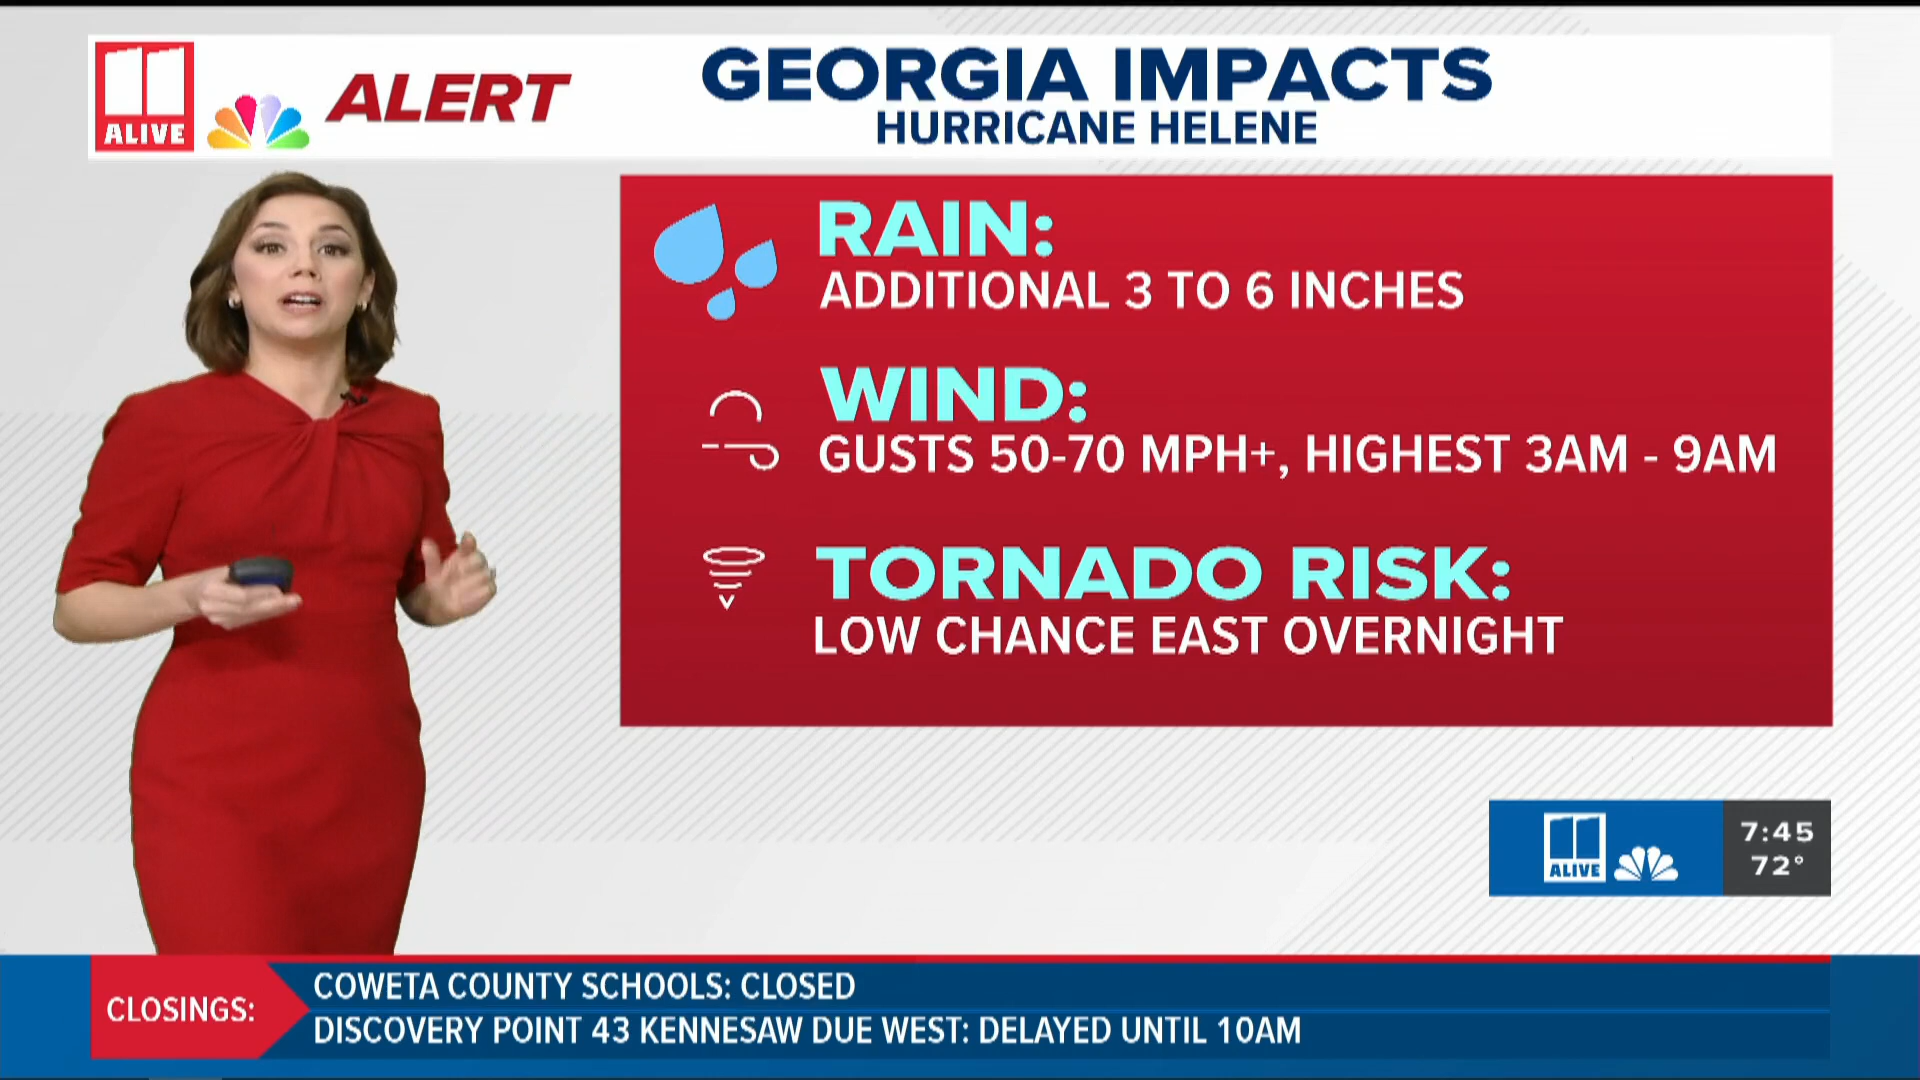 11
ALIVE
ALERT
GEORGIA IMPACTS
HURRICANE HELENE
RAIN:
ADDITIONAL 3 TO 6 INCHES
WIND:
GUSTS 50-70 MPH+, HIGHEST 3AM - 9AM
TORNADO RISK:
LOW CHANCE EAST OVERNIGHT
11
ALIVE
7:45
72°
CLOSINGS:
COWETA COUNTY SCHOOLS: CLOSED
DISCOVERY POINT 43 KENNESAW DUE WEST: DELAYED UNTIL 10AM